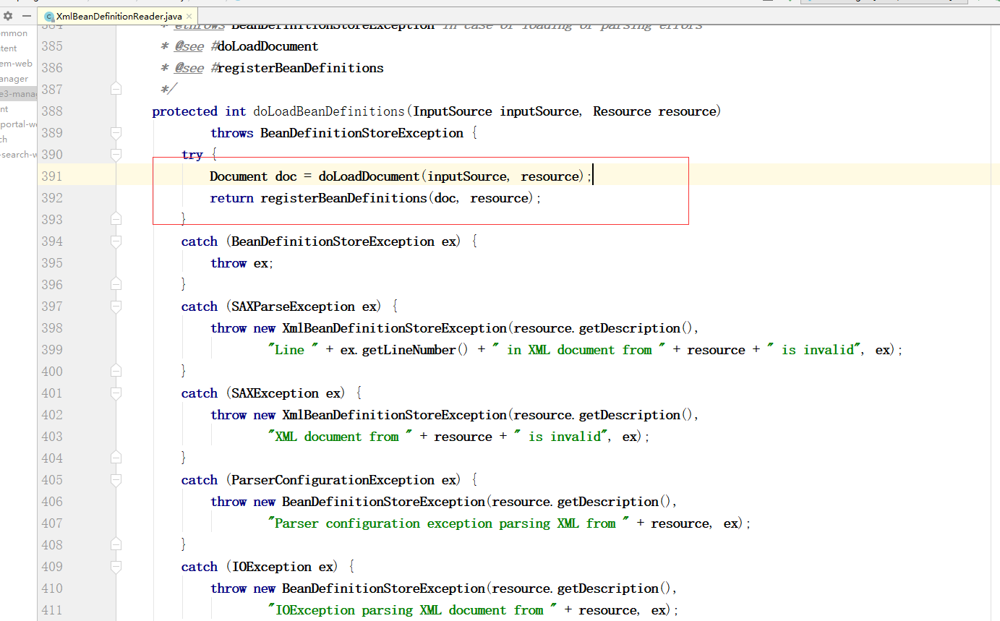 XmlBeanDefinitionReader.java
mmon
tent
em-web
anager
e3-mana
nt
portal-we
ch
-search-w
384 * @throws BeanDefinitionStoreException in case of loading or parsing errors
385 * @see #doLoadDocument
386 * @see #registerBeanDefinitions
387 */
388 protected int doLoadBeanDefinitions(InputSource inputSource, Resource resource)
389 throws BeanDefinitionStoreException {
390 try {
391 Document doc = doLoadDocument(inputSource, resource);
392 return registerBeanDefinitions(doc, resource);
393 }
394 catch (BeanDefinitionStoreException ex) {
395 throw ex;
396 }
397 catch (SAXParseException ex) {
398 throw new XmlBeanDefinitionStoreException(resource.getDescription(),
399 "Line " + ex.getLineNumber() + " in XML document from " + resource + " is invalid", ex);
400 }
401 catch (SAXException ex) {
402 throw new XmlBeanDefinitionStoreException(resource.getDescription(),
403 "XML document from " + resource + " is invalid", ex);
404 }
405 catch (ParserConfigurationException ex) {
406 throw new BeanDefinitionStoreException(resource.getDescription(),
407 "Parser configuration exception parsing XML from " + resource, ex);
408 }
409 catch (IOException ex) {
410 throw new BeanDefinitionStoreException(resource.getDescription(),
411 "IOException parsing XML document from " + resource, ex);